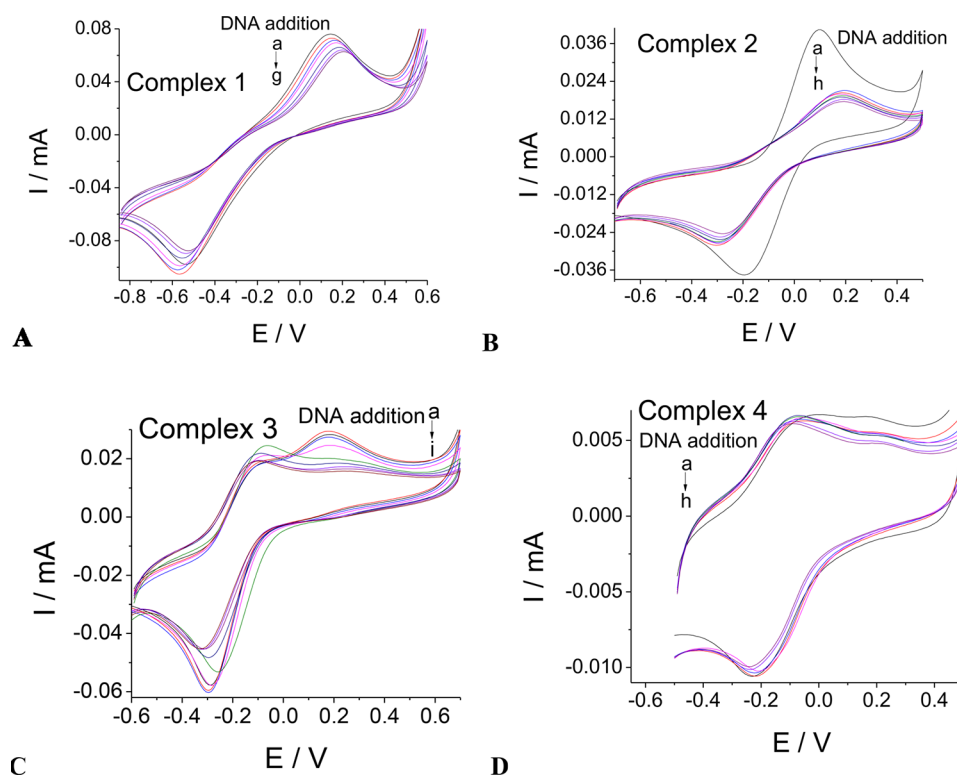 DNA addition
a
g
Complex 1
0.08
0.04
0.00
-0.04
-0.08
I / mA
-0.8 -0.6 -0.4 -0.2 0.0 0.2 0.4 0.6
E / V
A
Complex 2
DNA addition
a
h
0.036
0.024
0.012
0.000
-0.012
-0.024
-0.036
I / mA
-0.6 -0.4 -0.2 0.0 0.2 0.4
E / V
B
Complex 3
DNA addition
a
i
0.02
0.00
-0.02
-0.04
-0.06
I / mA
-0.6 -0.4 -0.2 0.0 0.2 0.4 0.6
E / V
C
Complex 4
DNA addition
a
h
0.005
0.000
-0.005
-0.010
I / mA
-0.6 -0.4 -0.2 0.0 0.2 0.4
E / V
D